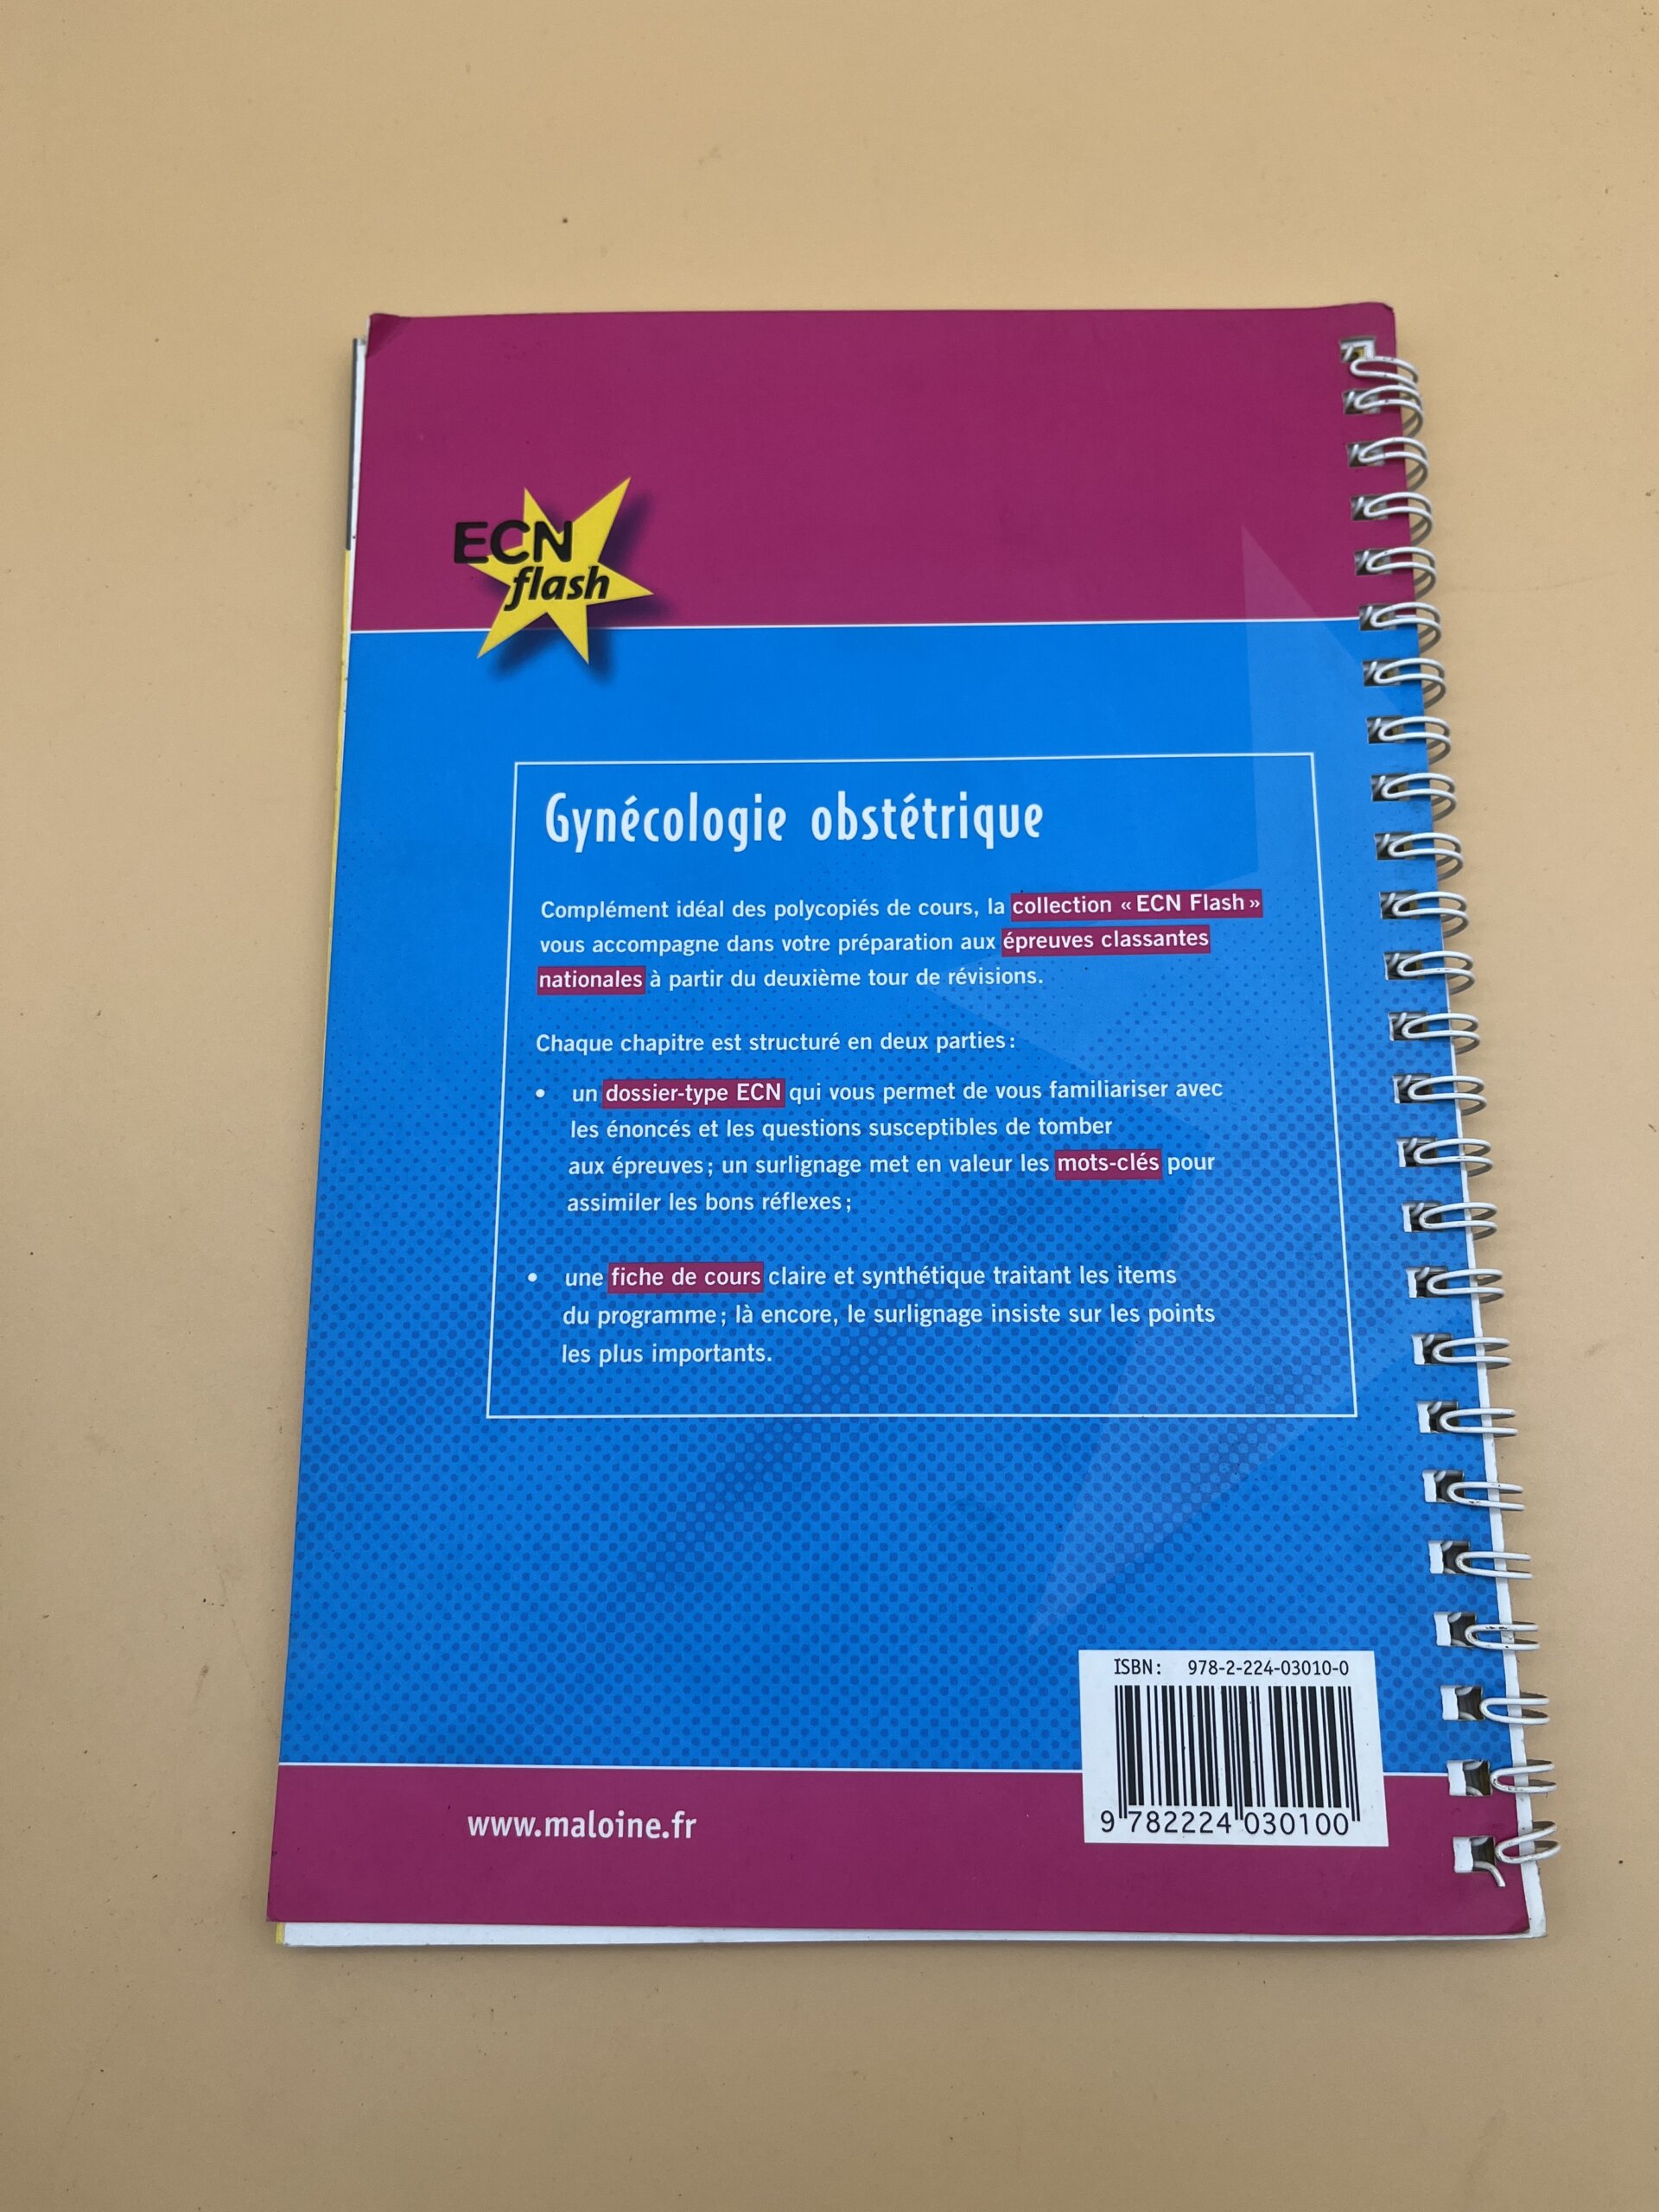 ECN
flash
Gynécologie obstétrique
Complément idéal des polycopiés de cours, la collection « ECN Flash »
vous accompagne dans votre préparation aux épreuves classantes
nationales à partir du deuxième tour de révisions.
Chaque chapitre est structuré en deux parties :
• un dossier-type ECN qui vous permet de vous familiariser avec
les énoncés et les questions susceptibles de tomber
aux épreuves ; un surlignage met en valeur les mots-clés pour
assimiler les bons réflexes ;
• une fiche de cours claire et synthétique traitant les items
du programme ; là encore, le surlignage insiste sur les points
les plus importants.
ISBN : 978-2-224-03010-0
9 782224 030100
www.maloine.fr